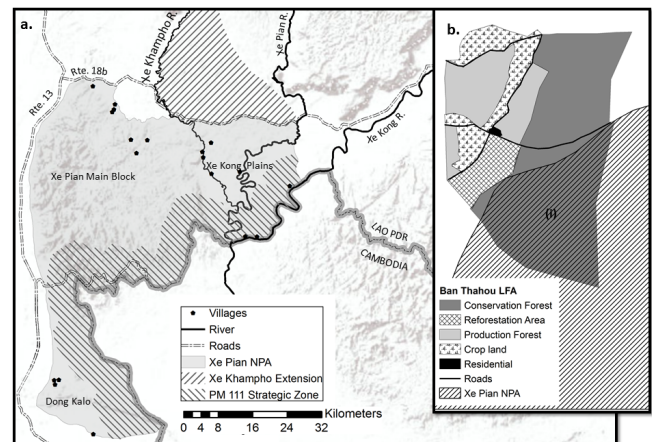 a.
Xe Khampho R.
Xe Pian R.
Rte. 18b
Rte. 13
Xe Kong R.
Xe Kong Plains
Xe Pian Main Block
LAO PDR
CAMBODIA
Dong Kalo
Villages
River
Roads
Xe Pian NPA
Xe Khampho Extension
PM 111 Strategic Zone
Kilometers
0 4 8 16 24 32
b.
(i)
Ban Thahou LFA
Conservation Forest
Reforestation Area
Production Forest
Crop land
Residential
Roads
Xe Pian NPA